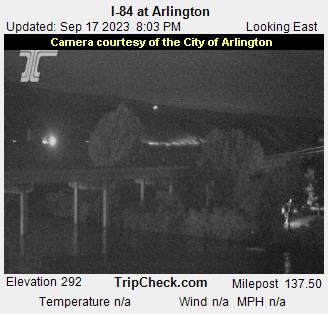 I-84 at Arlington
Updated: Sep 17 2023 8:03 PM Looking East
Camera courtesy of the City of Arlington
Elevation 292 TripCheck.com Milepost 137.50
Temperature n/a Wind n/a MPH n/a